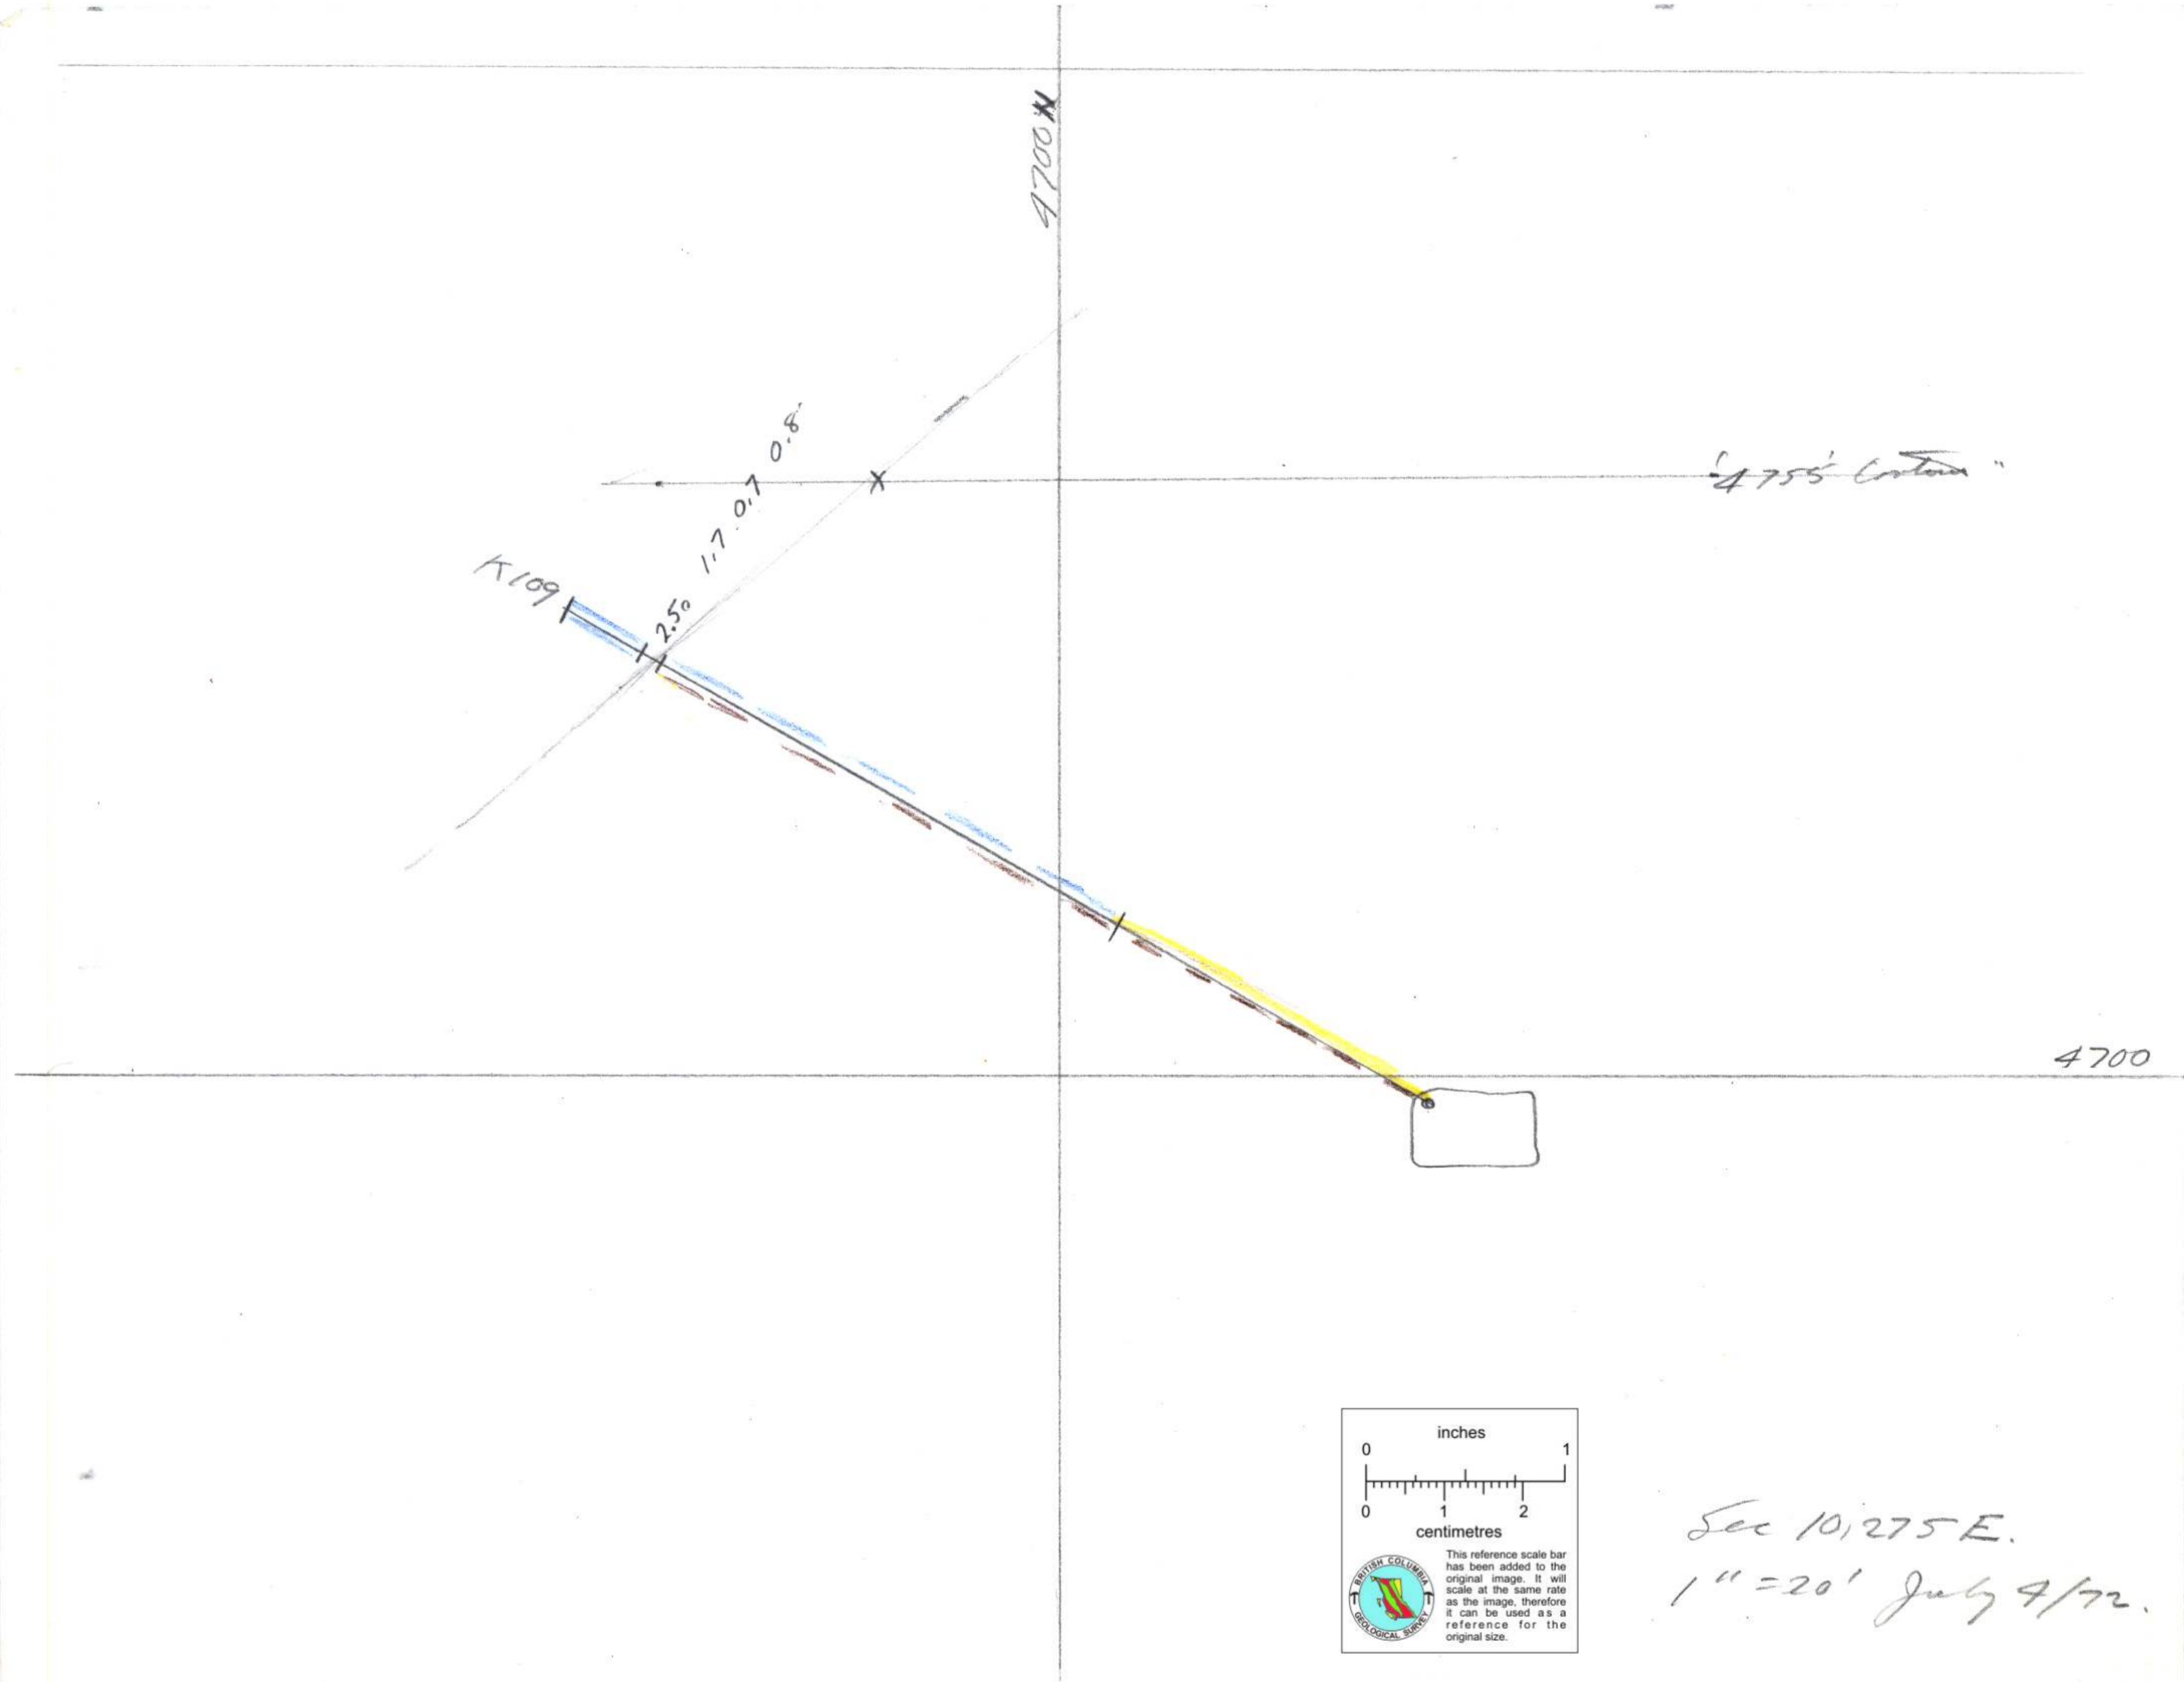 4700 N
0.8'
1.7 0.7
"4755' Contour"
K109
2.50
4700
inches
0 1
0 1 2
centimetres
BRITISH COLUMBIA
GEOLOGICAL SURVEY
This reference scale bar
has been added to the
original image. It will
scale at the same rate
as the image, therefore
it can be used as a
reference for the
original size.
Sec 10,275 E.
1" = 20' July 4/72.